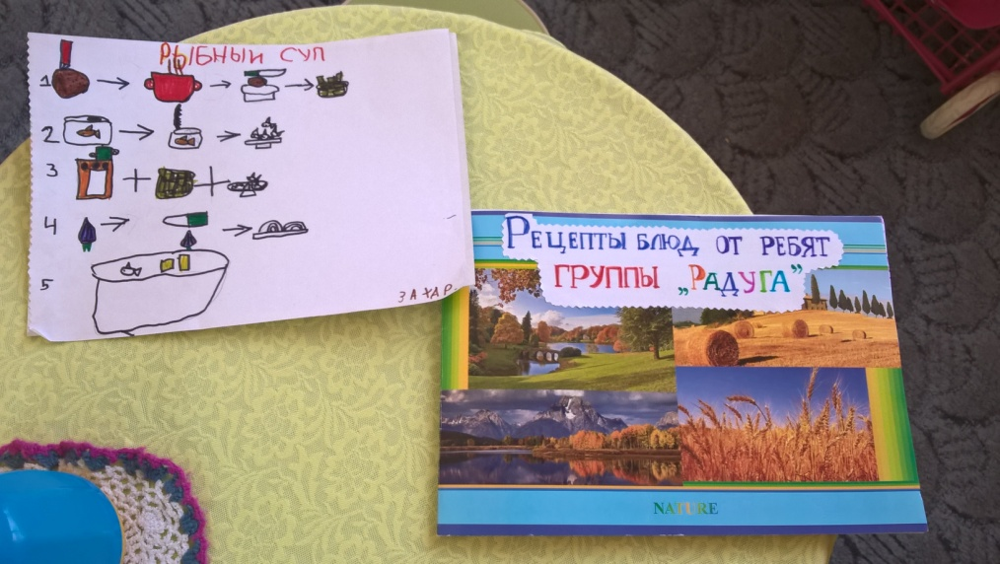 РЫБНЫЙ СУП
1
2
3
4
5
ЗАХАР
РЕЦЕПТЫ БЛЮД ОТ РЕБЯТ
ГРУППЫ „РАДУГА”
NATURE